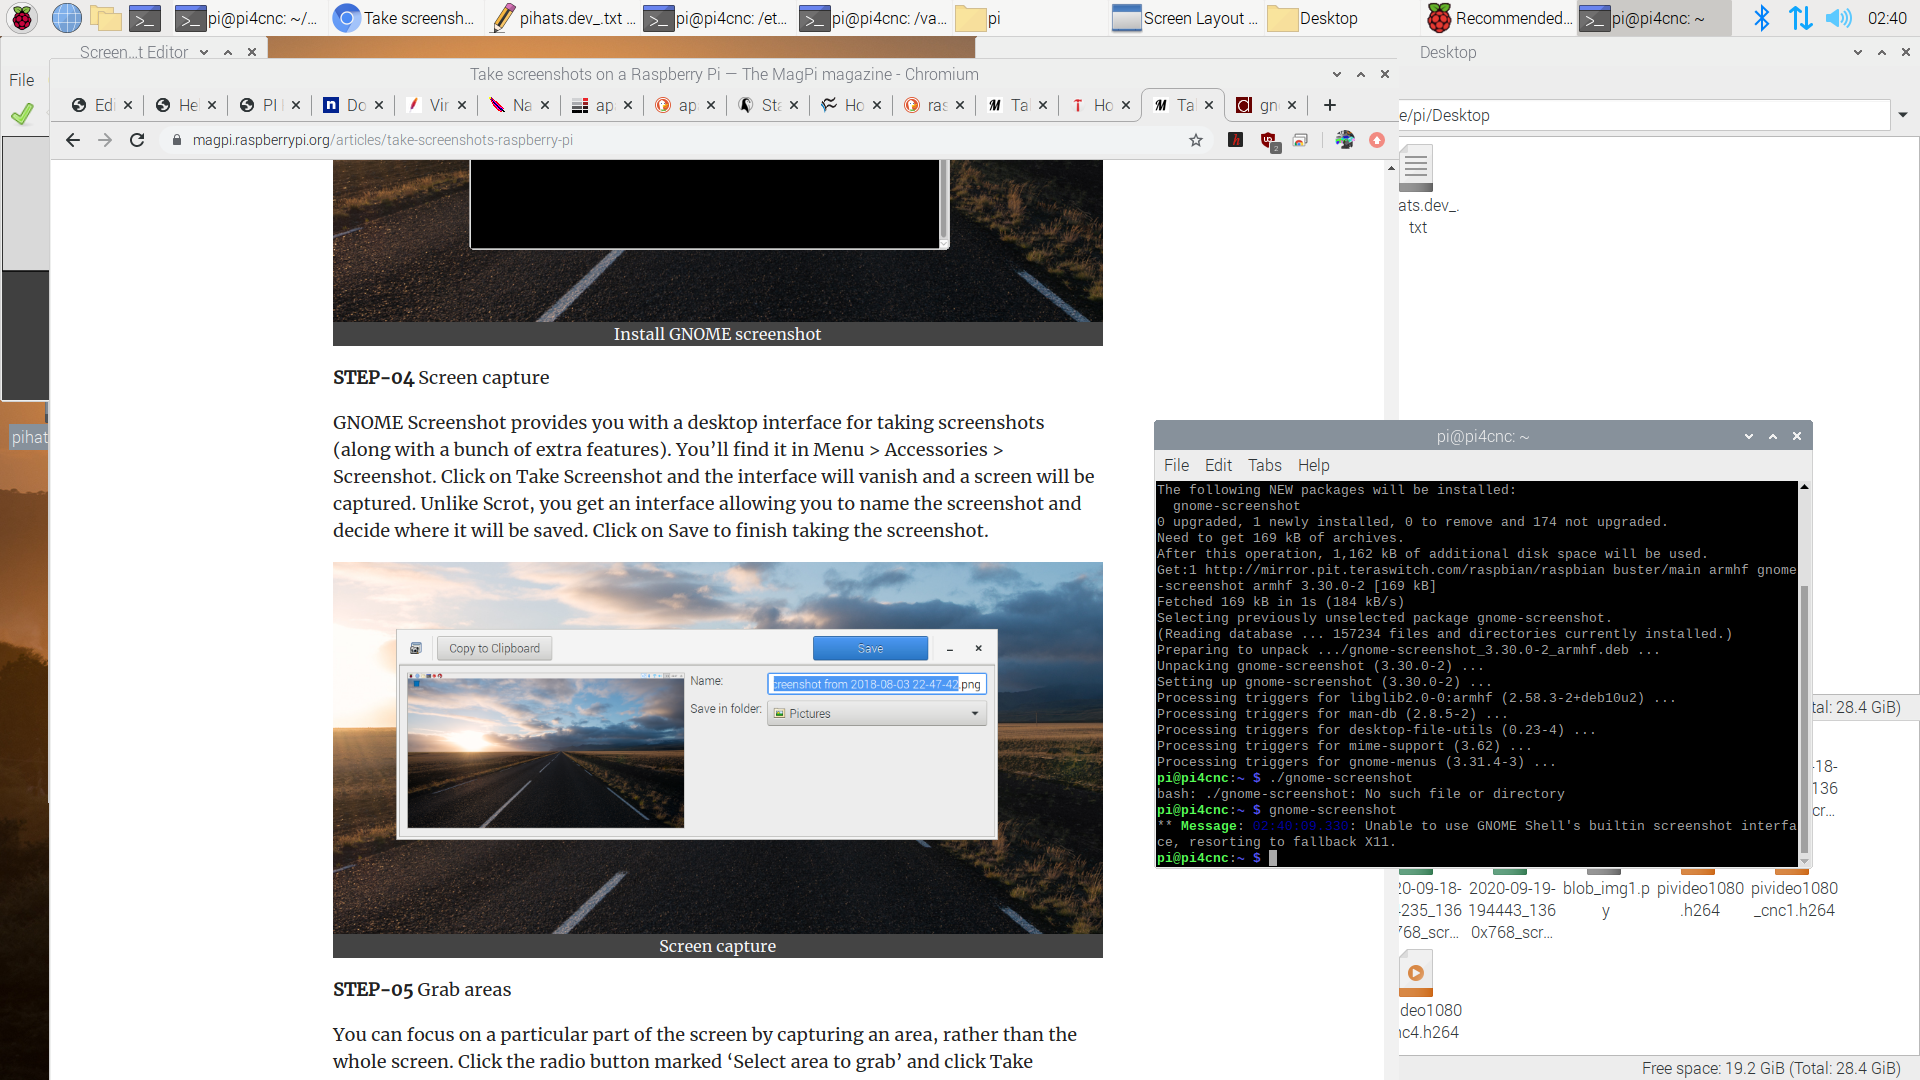 pi@pi4cnc: ~/...
Take screensh...
pihats.dev_.txt ...
pi@pi4cnc: /et...
pi@pi4cnc: /va...
pi
Screen Layout ...
Desktop
Recommended...
pi@pi4cnc: ~
02:40
Screen...t Editor
File
pihat
Take screenshots on a Raspberry Pi — The MagPi magazine - Chromium
Edi
Hel
PI
Do
Vir
Na
ap
ap
Sta
Ho
ras
Tal
Ho
Tal
gn
magpi.raspberrypi.org/articles/take-screenshots-raspberry-pi
2
Install GNOME screenshot
STEP-04 Screen capture
GNOME Screenshot provides you with a desktop interface for taking screenshots
(along with a bunch of extra features). You’ll find it in Menu > Accessories >
Screenshot. Click on Take Screenshot and the interface will vanish and a screen will be
captured. Unlike Scrot, you get an interface allowing you to name the screenshot and
decide where it will be saved. Click on Save to finish taking the screenshot.
Copy to Clipboard
Save
Name:
creenshot from 2018-08-03 22-47-42.png
Save in folder:
Pictures
Screen capture
STEP-05 Grab areas
You can focus on a particular part of the screen by capturing an area, rather than the
whole screen. Click the radio button marked ‘Select area to grab’ and click Take
Desktop
e/pi/Desktop
ats.dev_.
txt
pi@pi4cnc: ~
File Edit Tabs Help
The following NEW packages will be installed:
gnome-screenshot
0 upgraded, 1 newly installed, 0 to remove and 174 not upgraded.
Need to get 169 kB of archives.
After this operation, 1,162 kB of additional disk space will be used.
Get:1 http://mirror.pit.teraswitch.com/raspbian/raspbian buster/main armhf gnome
-screenshot armhf 3.30.0-2 [169 kB]
Fetched 169 kB in 1s (184 kB/s)
Selecting previously unselected package gnome-screenshot.
(Reading database ... 157234 files and directories currently installed.)
Preparing to unpack .../gnome-screenshot_3.30.0-2_armhf.deb ...
Unpacking gnome-screenshot (3.30.0-2) ...
Setting up gnome-screenshot (3.30.0-2) ...
Processing triggers for libglib2.0-0:armhf (2.58.3-2+deb10u2) ...
Processing triggers for man-db (2.8.5-2) ...
Processing triggers for desktop-file-utils (0.23-4) ...
Processing triggers for mime-support (3.62) ...
Processing triggers for gnome-menus (3.31.4-3) ...
pi@pi4cnc:~ $ ./gnome-screenshot
bash: ./gnome-screenshot: No such file or directory
pi@pi4cnc:~ $ gnome-screenshot
** Message: : Unable to use GNOME Shell's builtin screenshot interfa
ce, resorting to fallback X11.
pi@pi4cnc:~ $
tal: 28.4 GiB)
-18-
136
cr...
20-09-18-
-235_136
768_scr...
2020-09-19-
194443_136
0x768_scr...
blob_img1.p
y
pivideo1080
.h264
pivideo1080
_cnc1.h264
deo1080
nc4.h264
Free space: 19.2 GiB (Total: 28.4 GiB)